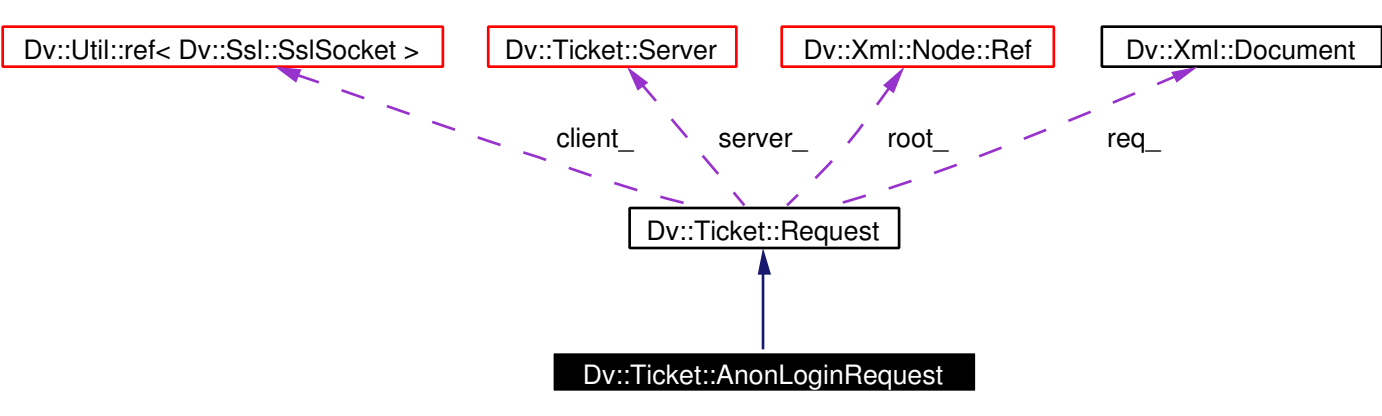 Dv::Util::ref< Dv::Ssl::SslSocket >
Dv::Ticket::Server
Dv::Xml::Node::Ref
Dv::Xml::Document
client_
server_
root_
req_
Dv::Ticket::Request
Dv::Ticket::AnonLoginRequest